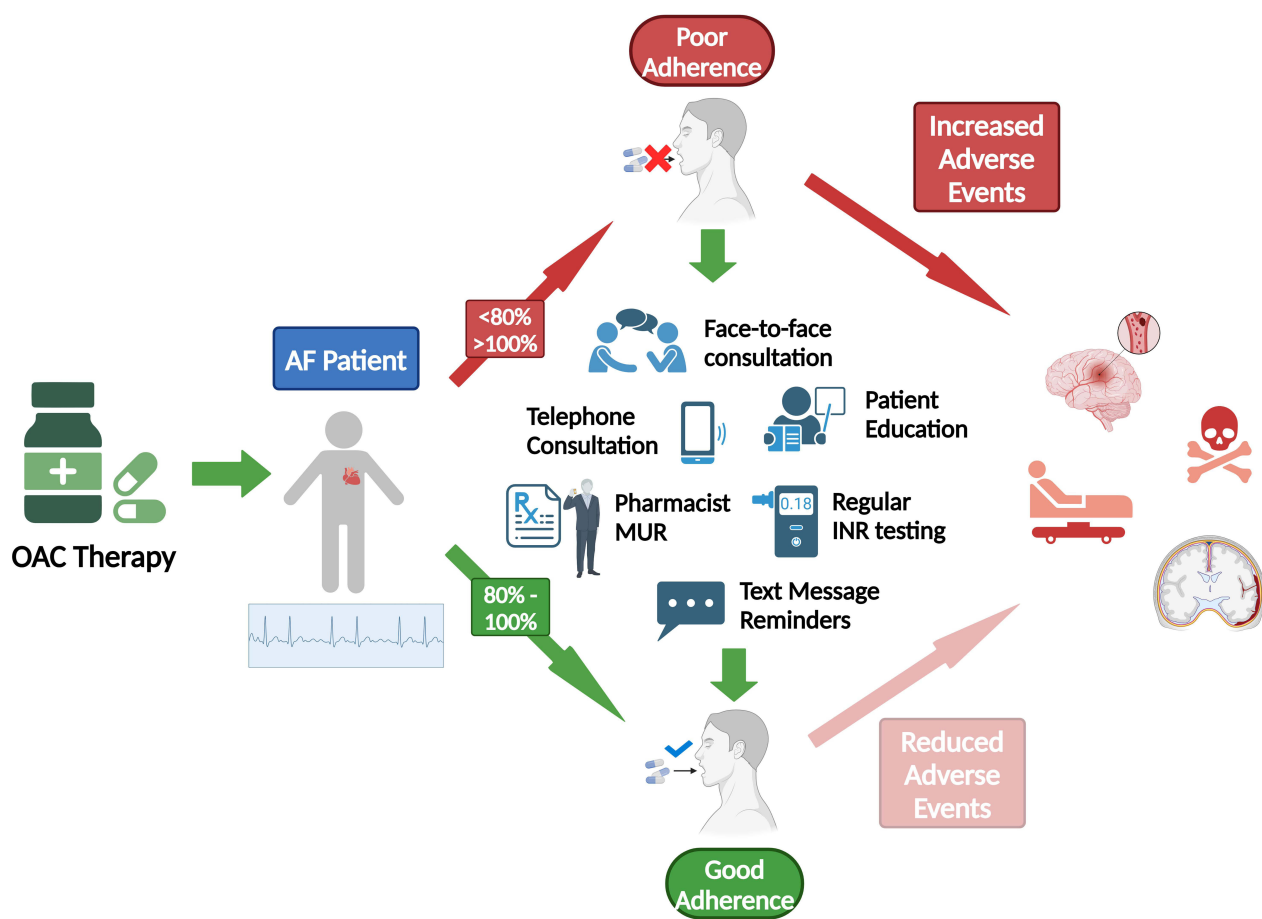 Poor
Adherence
Increased
Adverse
Events
<80%
>100%
AF Patient
Face-to-face
consultation
Telephone
Consultation
Patient
Education
OAC Therapy
Rx
Pharmacist
MUR
0.18
Regular
INR testing
80% -
100%
Text Message
Reminders
Reduced
Adverse
Events
Good
Adherence